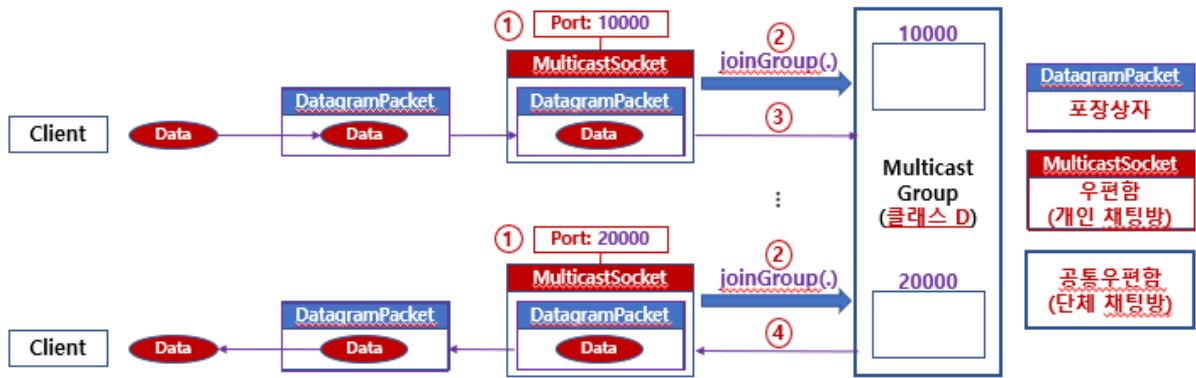 ① Port: 10000
MulticastSocket
DatagramPacket
Data
Client
Data
DatagramPacket
Data
② joinGroup(.)
③
10000
Multicast
Group
(클래스 D)
20000
DatagramPacket
포장상자
MulticastSocket
우편함
(개인 채팅방)
공통우편함
(단체 채팅방)
⋮
① Port: 20000
MulticastSocket
DatagramPacket
Data
② joinGroup(.)
④
Client
Data
DatagramPacket
Data